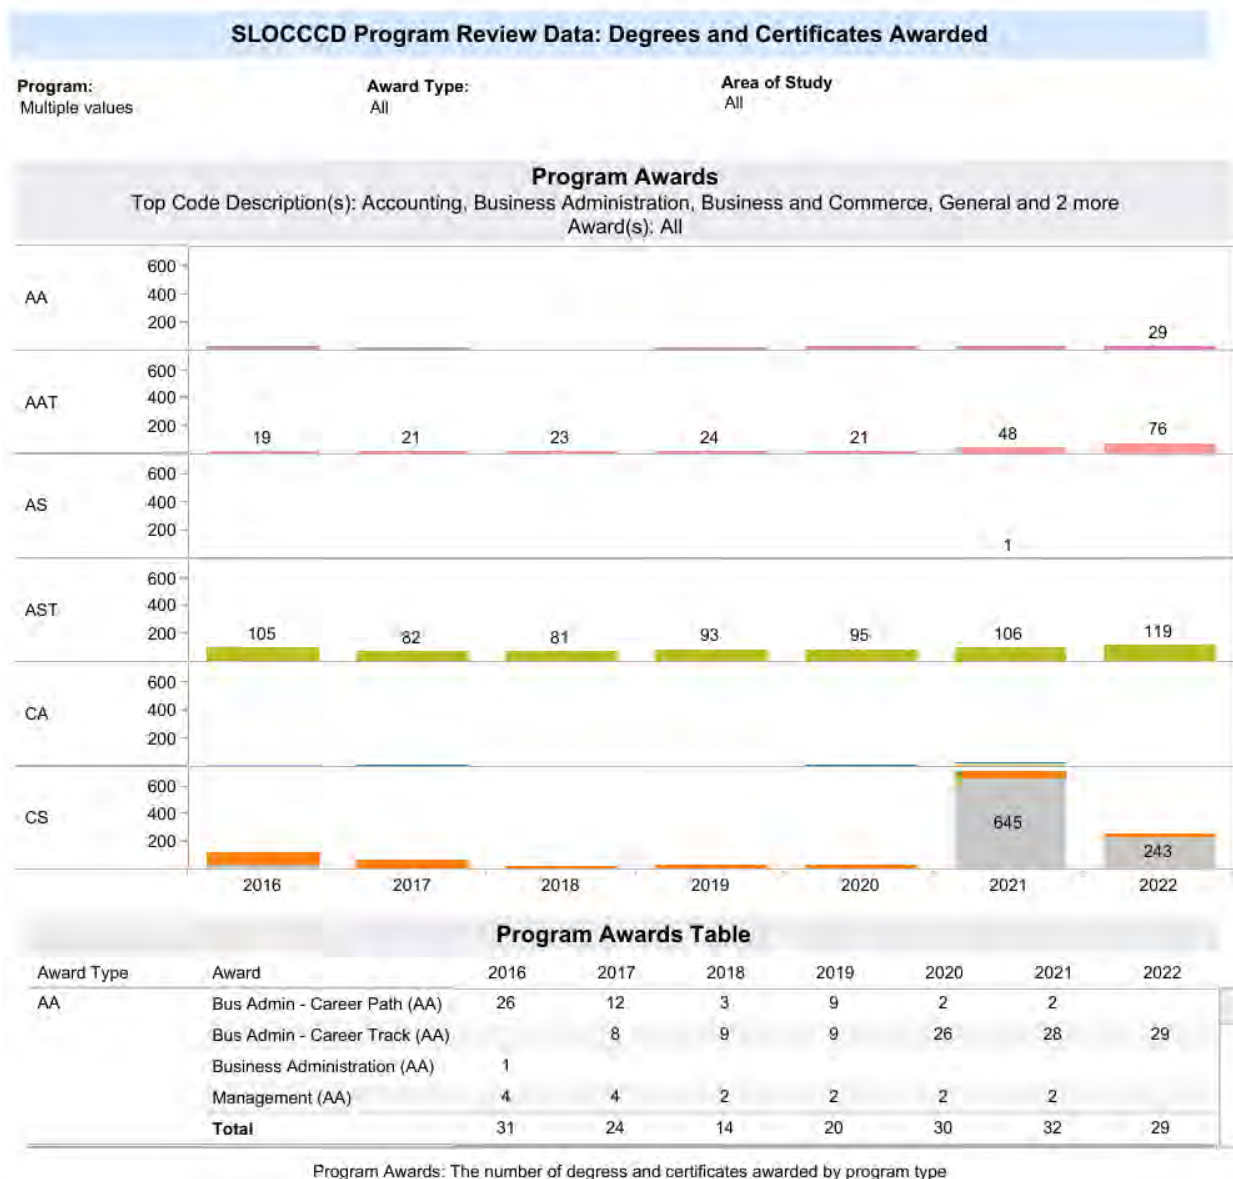 SLOCCCD Program Review Data: Degrees and Certificates Awarded
Program: Award Type: Area of Study
Multiple values All All
Program Awards
Top Code Description(s): Accounting, Business Administration, Business and Commerce, General and 2 more
Award(s): All
AA 600 400 200 29
AAT 600 400 200 19 21 23 24 21 48 76
AS 600 400 200 1
AST 600 400 200 105 82 81 93 95 106 119
CA 600 400 200
CS 600 400 200 645 243
2016 2017 2018 2019 2020 2021 2022
Program Awards Table
Award Type Award 2016 2017 2018 2019 2020 2021 2022
AA Bus Admin - Career Path (AA) 26 12 3 9 2 2
Bus Admin - Career Track (AA) 8 9 9 26 28 29
Business Administration (AA) 1
Management (AA) 4 4 2 2 2 2
Total 31 24 14 20 30 32 29
Program Awards: The number of degress and certificates awarded by program type